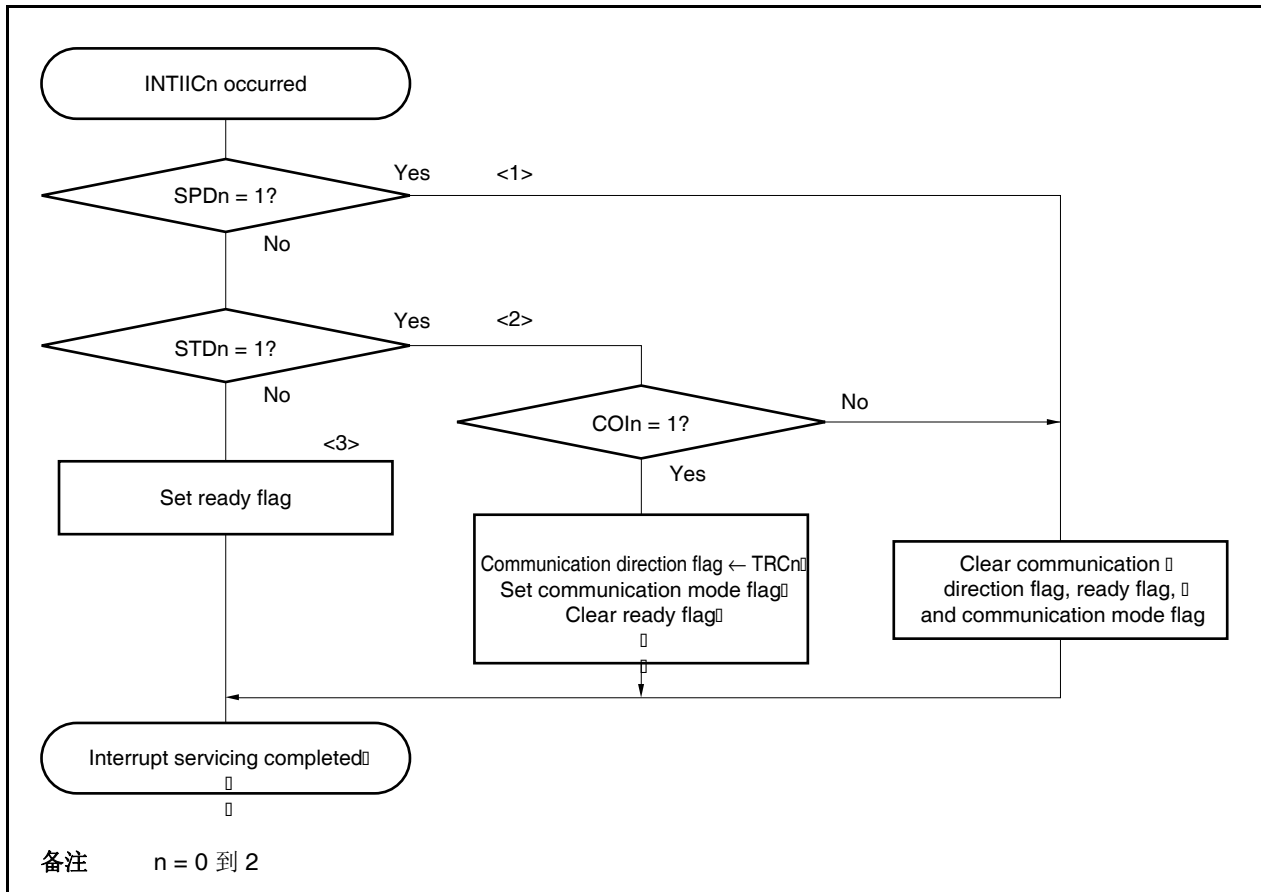 INTIICn occurred
Yes <1>
SPDn = 1?
No
Yes <2>
STDn = 1?
No
No
COIn = 1?
<3>
Yes
Set ready flag
Communication direction flag ← TRCn
Set communication mode flag
Clear ready flag
Clear communication
direction flag, ready flag,
and communication mode flag
Interrupt servicing completed
备注 n = 0 到 2